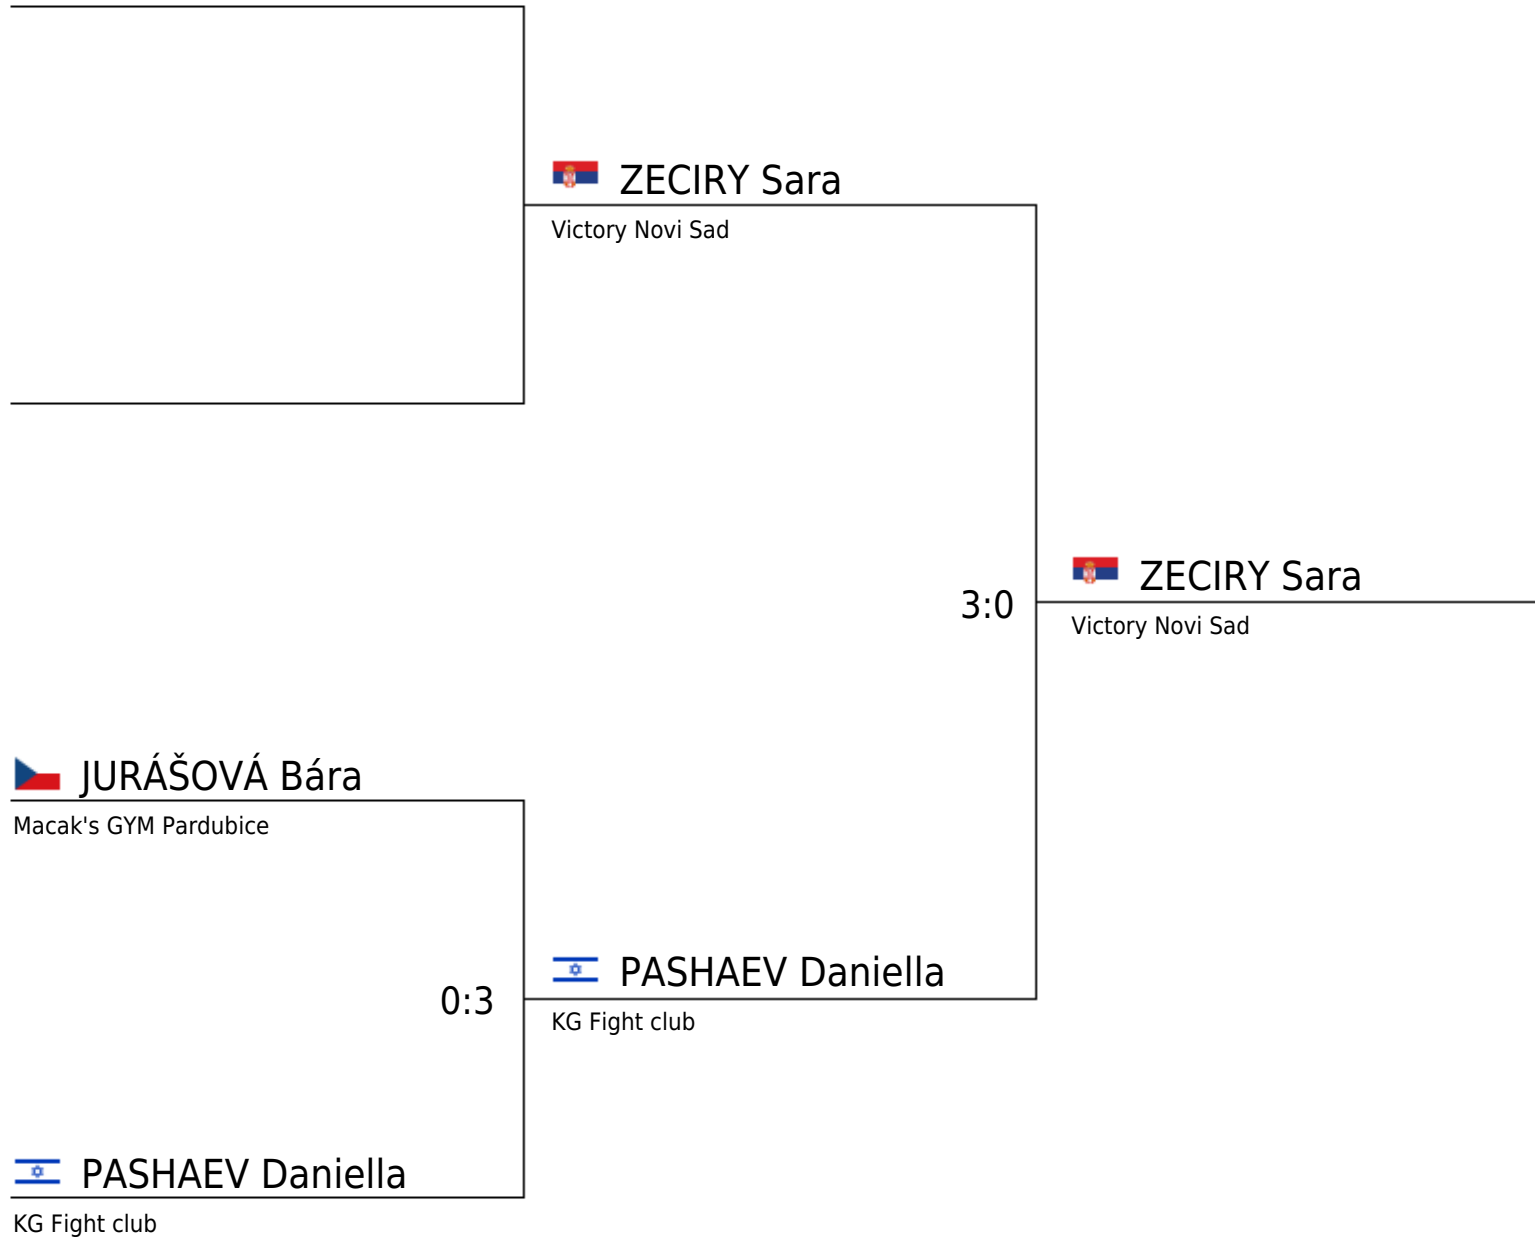 ZECIRY Sara
Victory Novi Sad
3:0
ZECIRY Sara
Victory Novi Sad
JURÁŠOVÁ Bára
Macak's GYM Pardubice
0:3
PASHAEV Daniella
KG Fight club
PASHAEV Daniella
KG Fight club